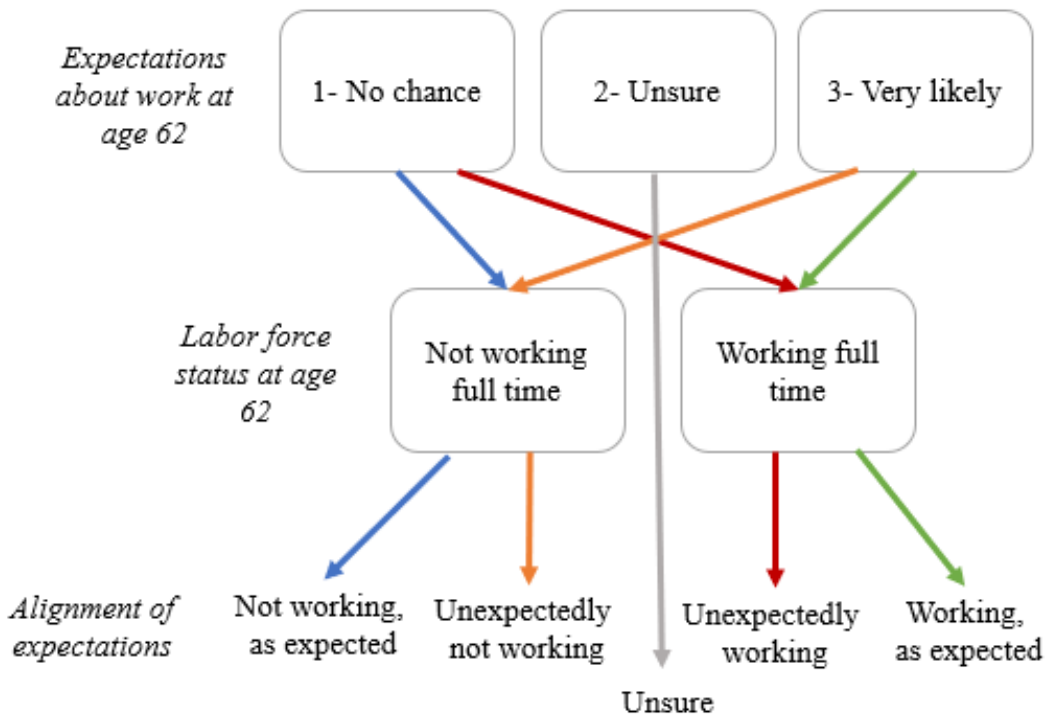 Expectations
about work at
age 62
1- No chance
2- Unsure
3- Very likely
Labor force
status at age
62
Not working
full time
Working full
time
Alignment of
expectations
Not working,
as expected
Unexpectedly
not working
Unsure
Unexpectedly
working
Working,
as expected